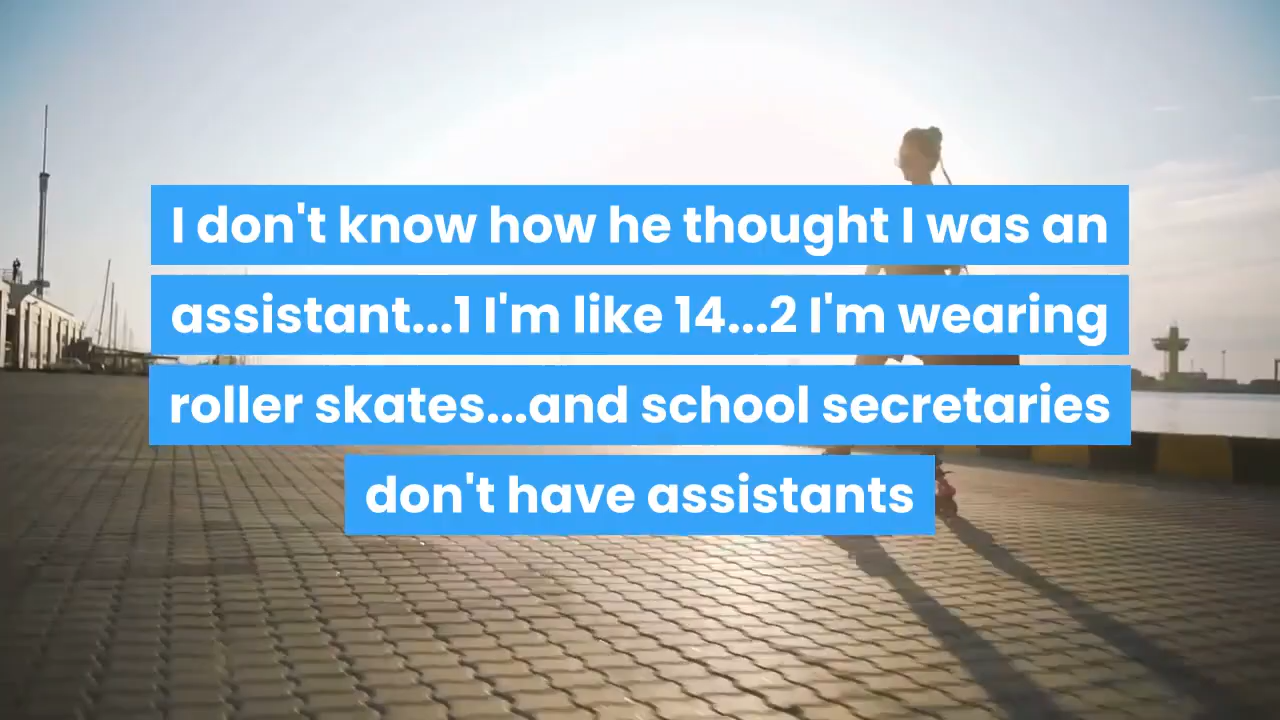 I don't know how he thought I was an
assistant...1 I'm like 14...2 I'm wearing
roller skates...and school secretaries
don't have assistants